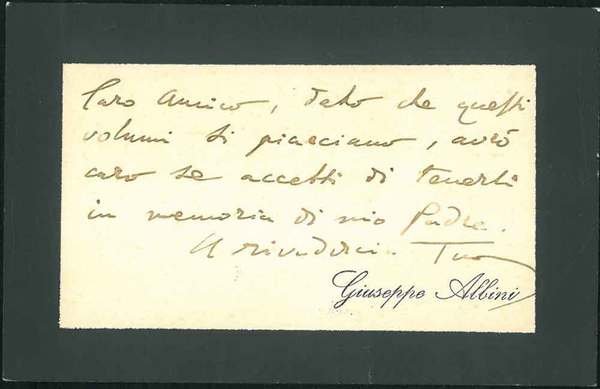 Caro Amico, dato che questi
volumi ti piacciano, avrò
caro se accetti di tenerli
in memoria di mio Padre.
Arrivederci. Tuo
Giuseppe Albini